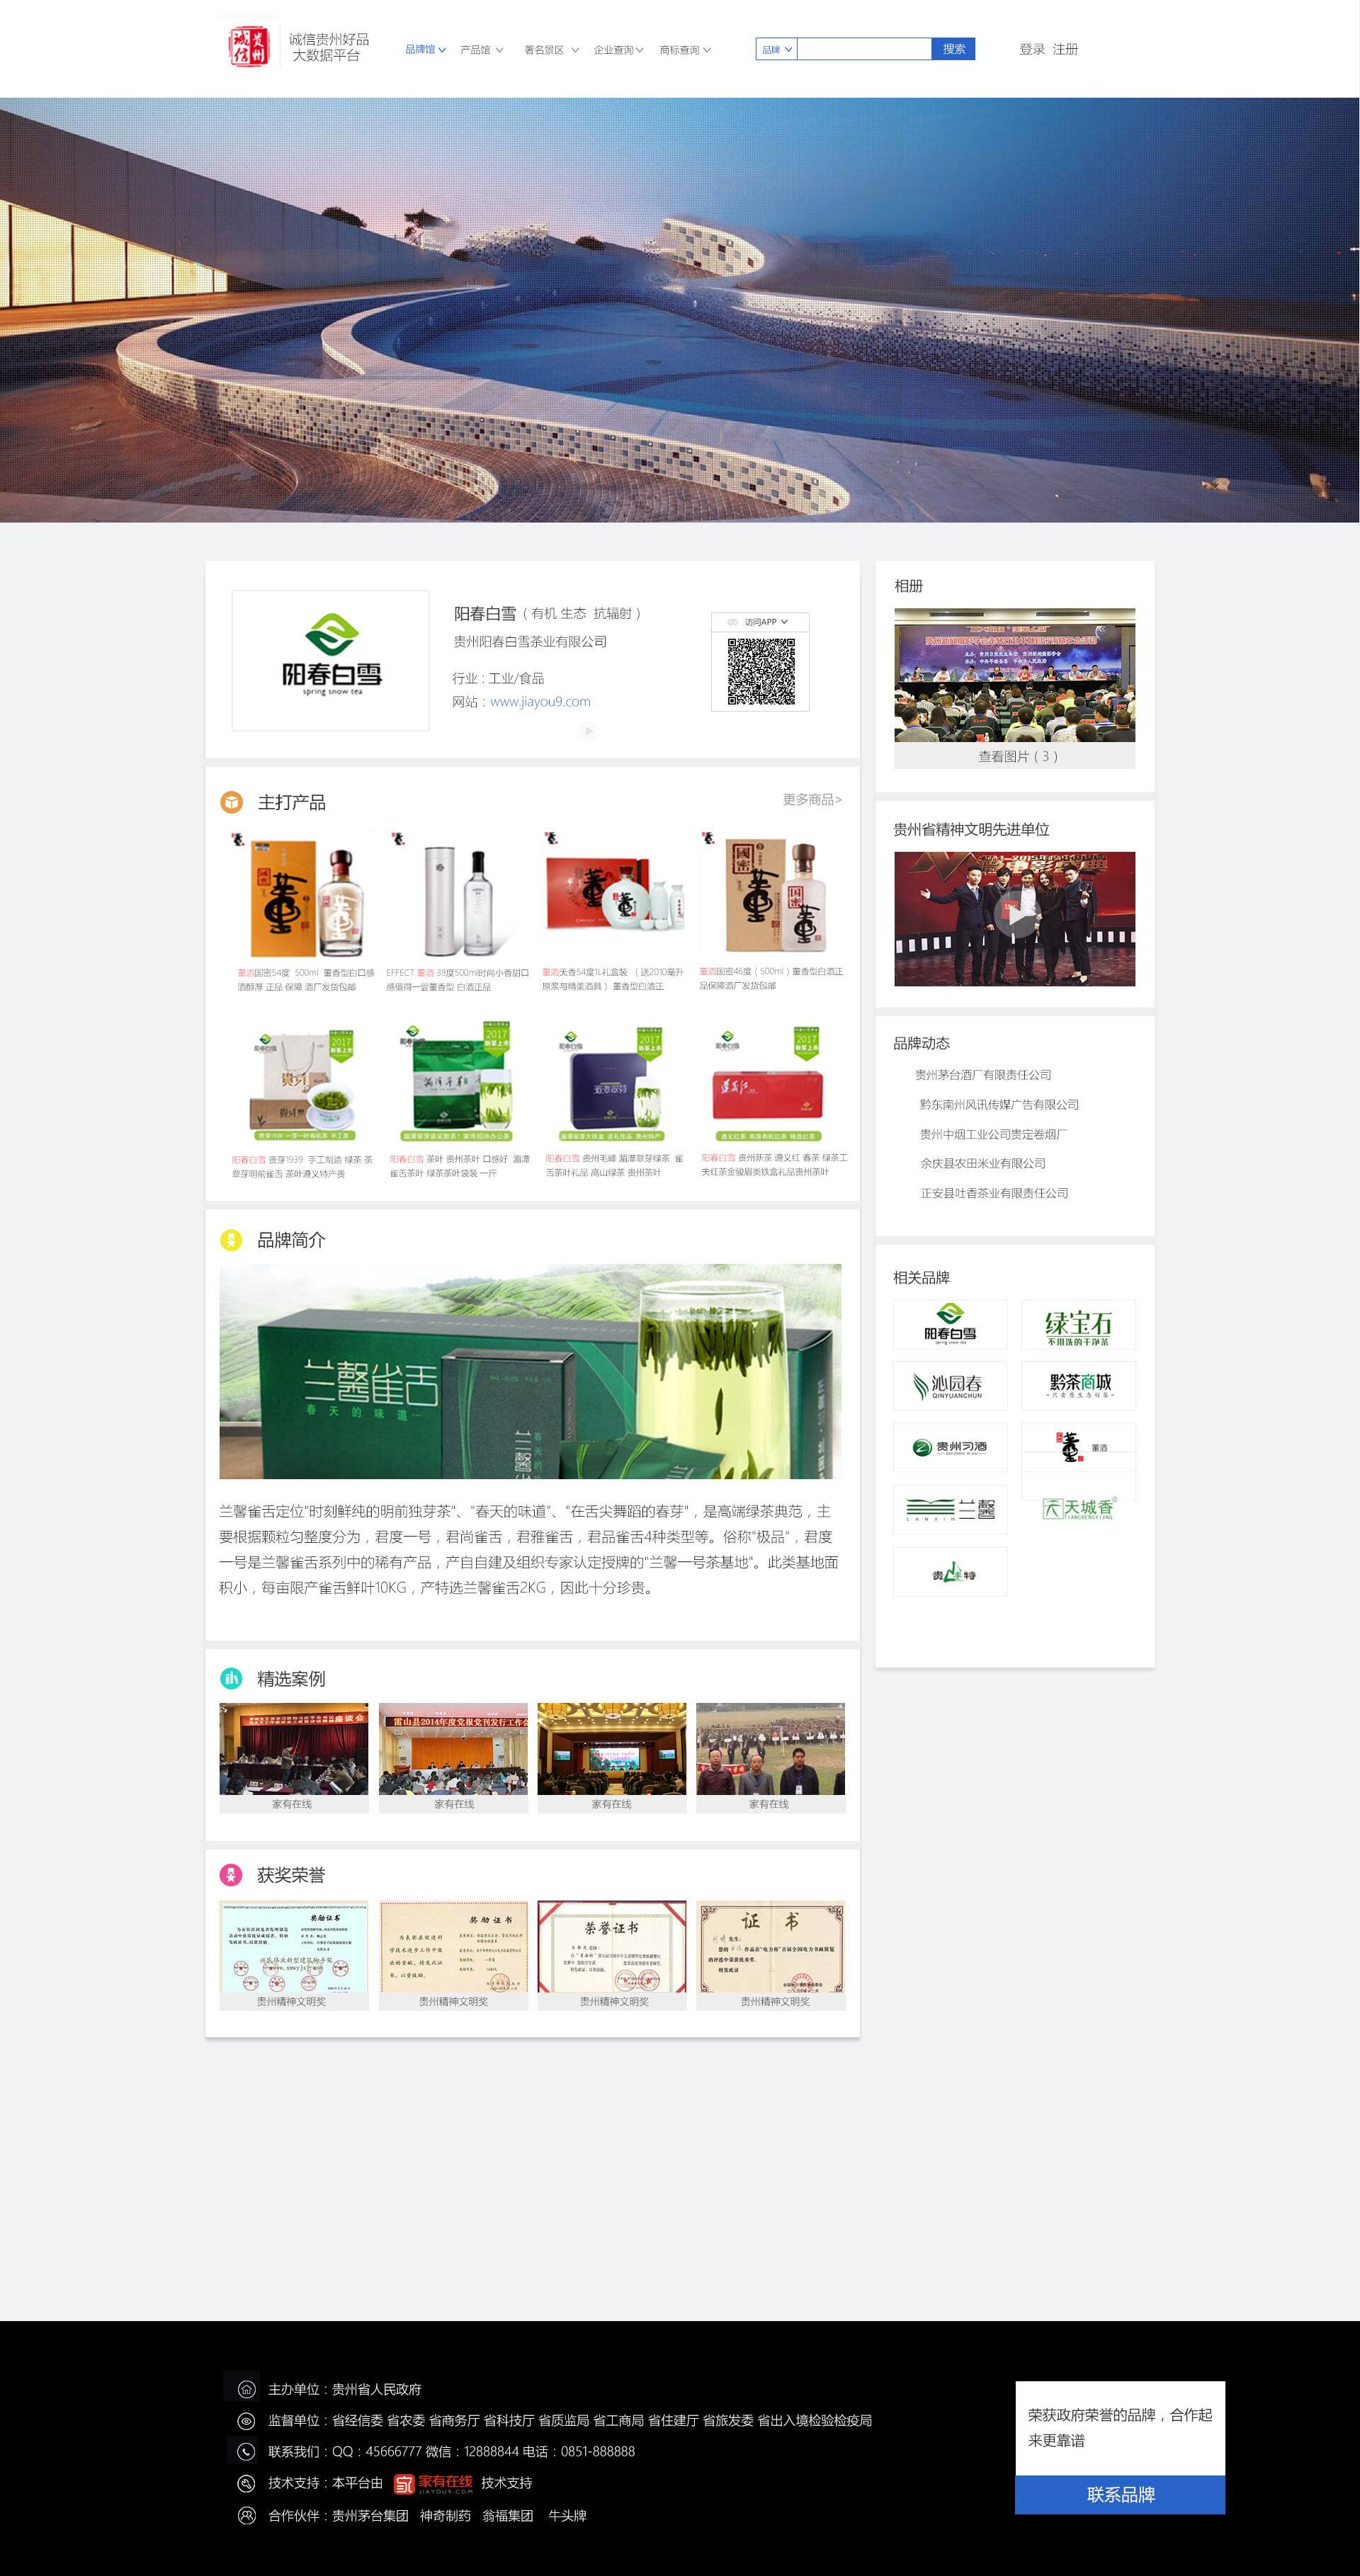 诚信贵州好品
大数据平台
品牌馆 产品馆 著名景区 企业查询 商标查询
品牌 搜索
登录 注册
阳春白雪
spring snow tea
阳春白雪（有机 生态 抗辐射）
贵州阳春白雪茶业有限公司
行业：工业/食品
网站：www.jiayou9.com
访问APP
相册
查看图片（3）
主打产品
更多商品>
董酒国密54度 500ml 董香型白口感
酒醇厚 正品 保障 酒厂发货包邮
EFFECT 董酒 38度500ml时尚小香甜口
感值得一尝董香型 白酒正品
董酒天香54度1L礼盒装 （送2010毫升
原浆与精美酒具） 董香型白酒正
董酒国密46度（500ml）董香型白酒正
品保障酒厂发货包邮
阳春白雪 贵芽1939 手工制造 绿茶 茶
翠芽明前雀舌 茶叶遵义特产贵
阳春白雪 茶叶 贵州茶叶 口感好 湄潭
雀舌茶叶 绿茶茶叶袋装 一斤
阳春白雪 贵州毛峰 湄潭翠芽绿茶 雀
舌茶叶礼品 高山绿茶 贵州茶叶
阳春白雪 贵州新茶 遵义红 春茶 绿茶工
夫红茶金骏眉类铁盒礼品贵州茶叶
贵州省精神文明先进单位
品牌动态
贵州茅台酒厂有限责任公司
黔东南州风讯传媒广告有限公司
贵州中烟工业公司贵定卷烟厂
余庆县农田米业有限公司
正安县吐香茶业有限责任公司
品牌简介
兰馨雀舌
春天的味道…
兰馨雀舌定位"时刻鲜纯的明前独芽茶"、"春天的味道"、"在舌尖舞蹈的春芽"，是高端绿茶典范，主
要根据颗粒匀整度分为，君度一号，君尚雀舌，君雅雀舌，君品雀舌4种类型等。俗称"极品"，君度
一号是兰馨雀舌系列中的稀有产品，产自自建及组织专家认定授牌的"兰馨一号茶基地"。此类基地面
积小，每亩限产雀舌鲜叶10KG，产特选兰馨雀舌2KG，因此十分珍贵。
相关品牌
阳春白雪
绿宝石
不用洗的干净茶
沁园春
QINYUANCHUN
黔茶商城
贵州习酒
董酒
兰馨
LANXIN
天城香
TIANCHENGXIANG
精选案例
座谈会
雷山县2014年度党报党刊发行工作会
家有在线 家有在线 家有在线 家有在线
获奖荣誉
奖励证书 奖励证书 荣誉证书 证书
贵州精神文明奖 贵州精神文明奖 贵州精神文明奖 贵州精神文明奖
主办单位：贵州省人民政府
监督单位：省经信委 省农委 省商务厅 省科技厅 省质监局 省工商局 省住建厅 省旅发委 省出入境检验检疫局
联系我们：QQ：45666777 微信：12888844 电话：0851-888888
技术支持：本平台由 家有在线 JIAYOU9.COM 技术支持
合作伙伴：贵州茅台集团 神奇制药 翁福集团 牛头牌
荣获政府荣誉的品牌，合作起
来更靠谱
联系品牌